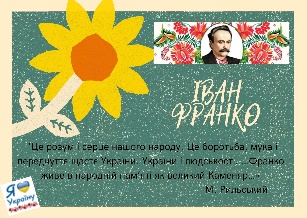 ІВАН
ФРАНКО
"Це розум і серце нашого народу. Це боротьба, мука і
передчуття щастя України. України і людськості.... Франко
живе в народній пам'яті як великий Каменяр..."
М. Рильський
Я
Україну